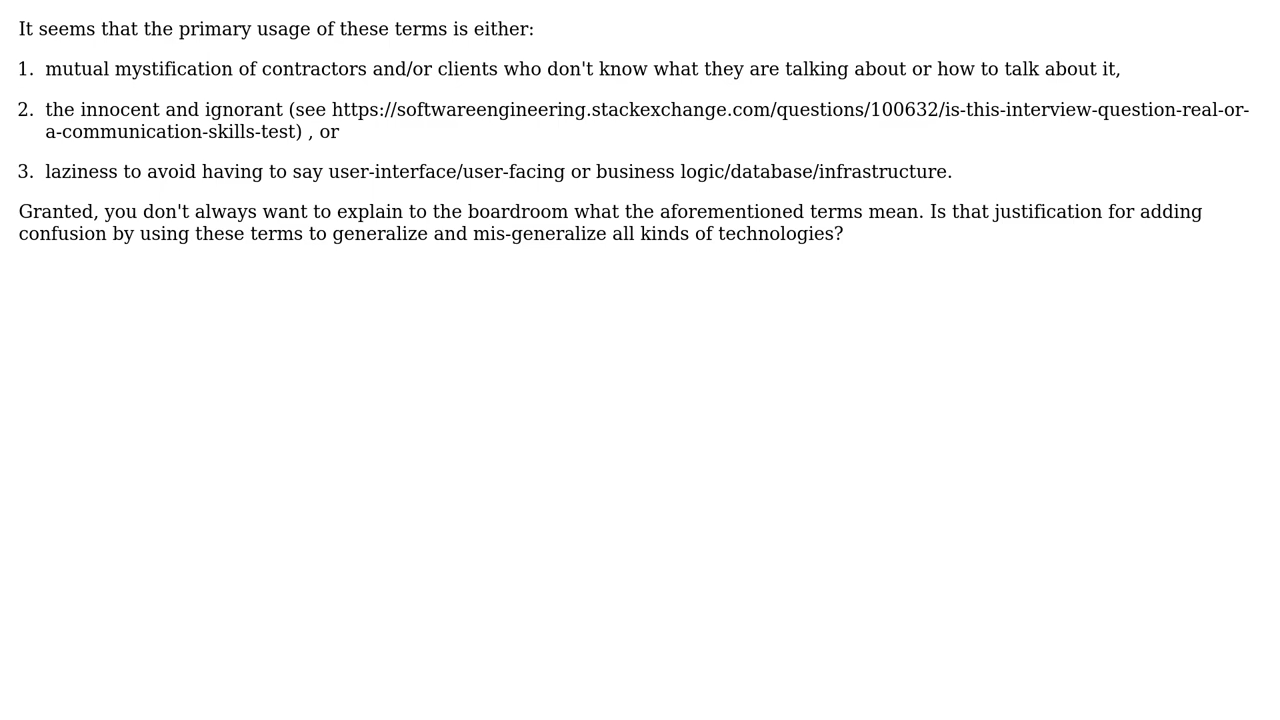 It seems that the primary usage of these terms is either:
1. mutual mystification of contractors and/or clients who don't know what they are talking about or how to talk about it,
2. the innocent and ignorant (see https://softwareengineering.stackexchange.com/questions/100632/is-this-interview-question-real-or-
a-communication-skills-test) , or
3. laziness to avoid having to say user-interface/user-facing or business logic/database/infrastructure.
Granted, you don't always want to explain to the boardroom what the aforementioned terms mean. Is that justification for adding
confusion by using these terms to generalize and mis-generalize all kinds of technologies?